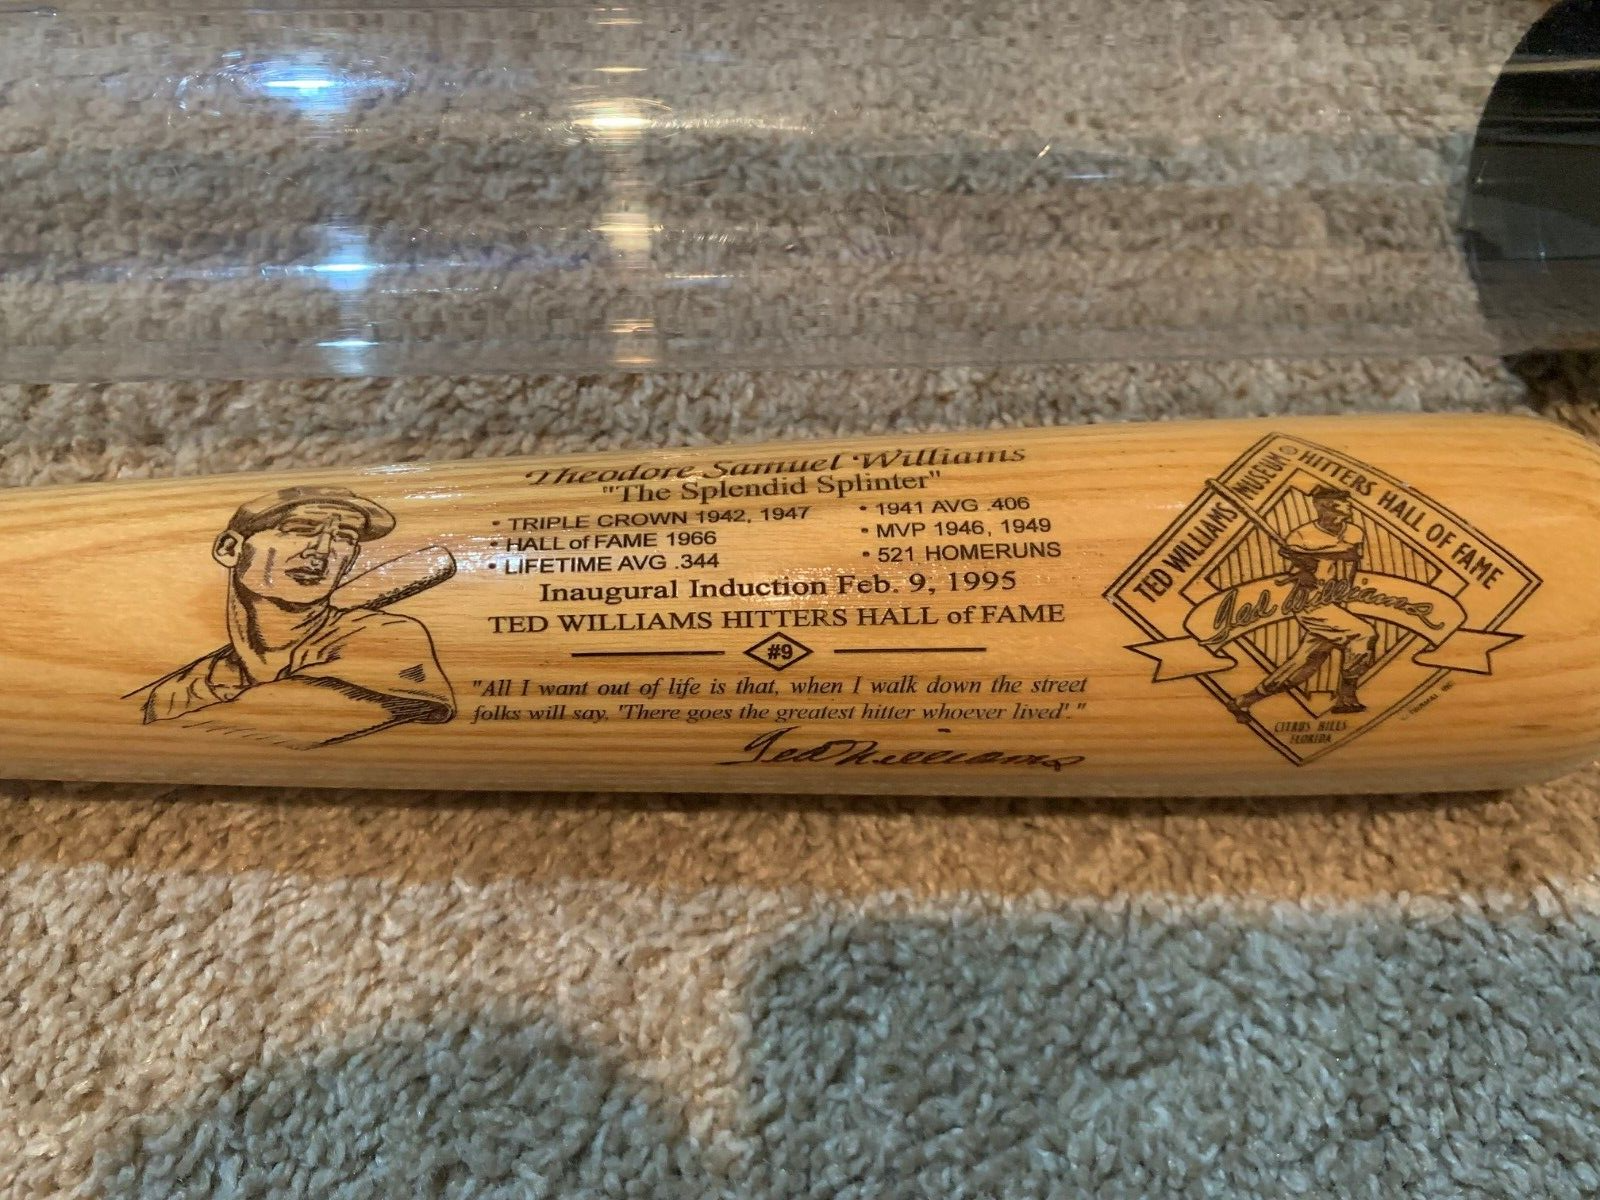 Theodore Samuel Williams
"The Splendid Splinter"
• TRIPLE CROWN 1942, 1947
• HALL of FAME 1966
• LIFETIME AVG .344
• 1941 AVG .406
• MVP 1946, 1949
• 521 HOMERUNS
Inaugural Induction Feb. 9, 1995
TED WILLIAMS HITTERS HALL of FAME
#9
"All I want out of life is that, when I walk down the street
folks will say, 'There goes the greatest hitter whoever lived'."
Ted Williams
TED WILLIAMS MUSEUM
HITTERS HALL OF FAME
Ted Williams
CITRUS HILLS
FLORIDA